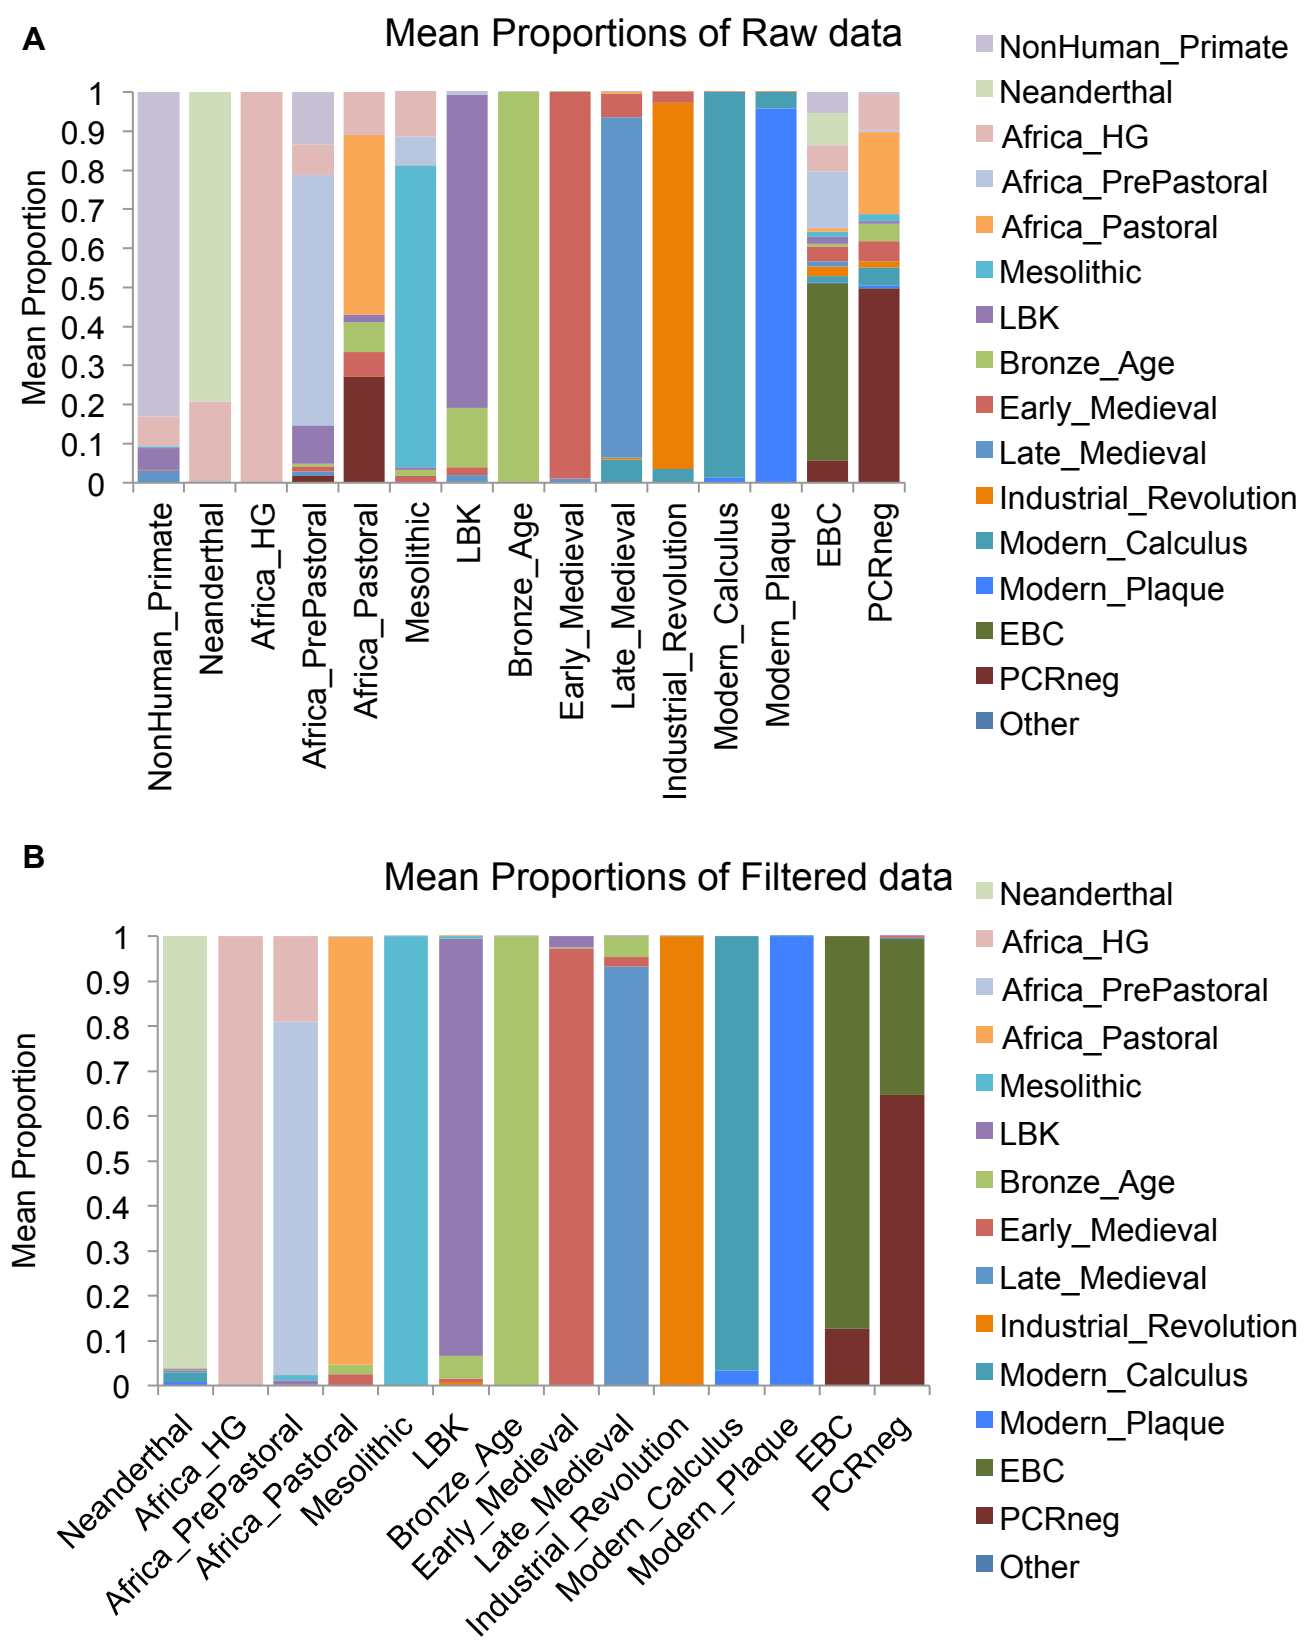 A
Mean Proportions of Raw data
Mean Proportion
1
0.9
0.8
0.7
0.6
0.5
0.4
0.3
0.2
0.1
0
NonHuman_Primate
Neanderthal
Africa_HG
Africa_PrePastoral
Africa_Pastoral
Mesolithic
LBK
Bronze_Age
Early_Medieval
Late_Medieval
Industrial_Revolution
Modern_Calculus
Modern_Plaque
EBC
PCRneg
NonHuman_Primate
Neanderthal
Africa_HG
Africa_PrePastoral
Africa_Pastoral
Mesolithic
LBK
Bronze_Age
Early_Medieval
Late_Medieval
Industrial_Revolution
Modern_Calculus
Modern_Plaque
EBC
PCRneg
Other
B
Mean Proportions of Filtered data
Mean Proportion
1
0.9
0.8
0.7
0.6
0.5
0.4
0.3
0.2
0.1
0
Neanderthal
Africa_HG
Africa_PrePastoral
Africa_Pastoral
Mesolithic
LBK
Bronze_Age
Early_Medieval
Late_Medieval
Industrial_Revolution
Modern_Calculus
Modern_Plaque
EBC
PCRneg
Neanderthal
Africa_HG
Africa_PrePastoral
Africa_Pastoral
Mesolithic
LBK
Bronze_Age
Early_Medieval
Late_Medieval
Industrial_Revolution
Modern_Calculus
Modern_Plaque
EBC
PCRneg
Other